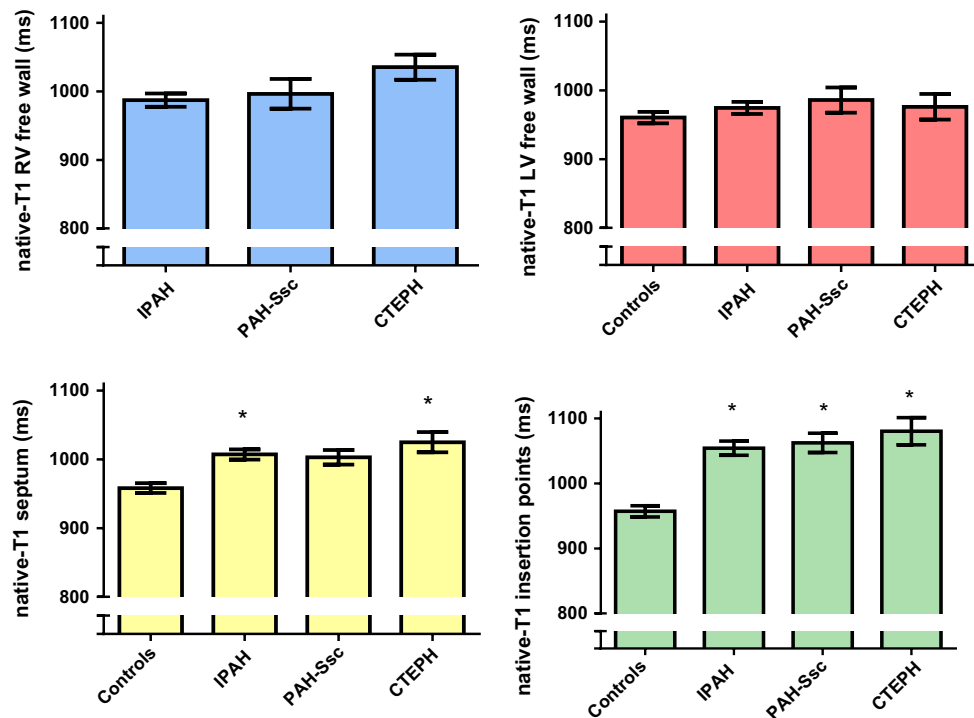 native-T1 RV free wall (ms)
1100
1000
900
800
IPAH
PAH-Ssc
CTEPH
native-T1 LV free wall (ms)
1100
1000
900
800
Controls
IPAH
PAH-Ssc
CTEPH
native-T1 septum (ms)
1100
1000
900
800
* *
Controls
IPAH
PAH-Ssc
CTEPH
native-T1 insertion points (ms)
1100
1000
900
800
* * *
Controls
IPAH
PAH-Ssc
CTEPH